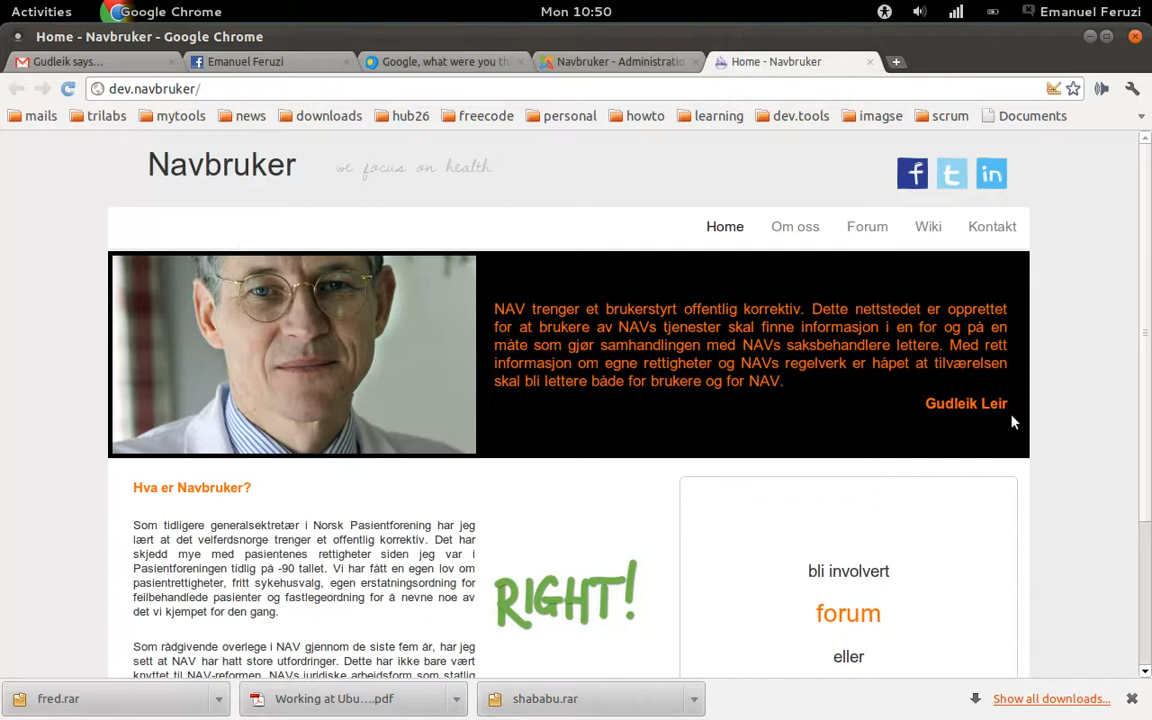 Activities Google Chrome Mon 10:50 Emanuel Feruzi
Home - Navbruker - Google Chrome
Gudleik says... Emanuel Feruzi Google, what were you th Navbruker - Administratio Home - Navbruker
dev.navbruker/
mails trilabs mytools news downloads hub26 freecode personal howto learning dev.tools imagse scrum Documents
Navbruker we focus on health. f t in
Home Om oss Forum Wiki Kontakt
NAV trenger et brukerstyrt offentlig korrektiv. Dette nettstedet er opprettet
for at brukere av NAVs tjenester skal finne informasjon i en for og på en
måte som gjør samhandlingen med NAVs saksbehandlere lettere. Med rett
informasjon om egne rettigheter og NAVs regelverk er håpet at tilværelsen
skal bli lettere både for brukere og for NAV.
Gudleik Leir
Hva er Navbruker?
Som tidligere generalsektretær i Norsk Pasientforening har jeg
lært at det velferdsnorge trenger et offentlig korrektiv. Det har
skjedd mye med pasientenes rettigheter siden jeg var i
Pasientforeningen tidlig på -90 tallet. Vi har fått en egen lov om
pasientrettigheter, fritt sykehusvalg, egen erstatningsordning for
feilbehandlede pasienter og fastlegeordning for å nevne noe av
det vi kjempet for den gang.
Som rådgivende overlege i NAV gjennom de siste fem år, har jeg
sett at NAV har hatt store utfordringer. Dette har ikke bare vært
knyttet til NAV-reformen. NAVs juridiske arbeidsform som statlig
RIGHT!
bli involvert
forum
eller
fred.rar Working at Ubu....pdf shababu.rar Show all downloads...